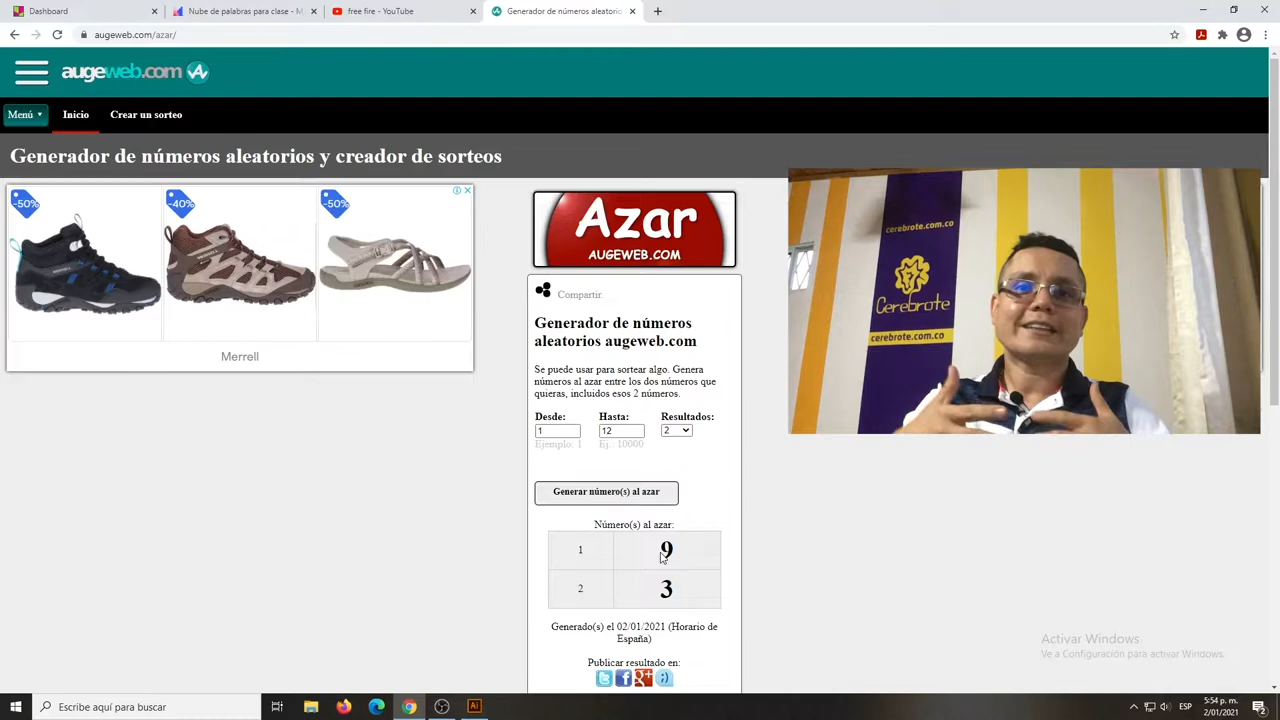 Dashboard
Nube de palabras para clase - M
free fire - YouTube
Generador de números aleatorio
augeweb.com/azar/
augeweb.com
Menú
Inicio
Crear un sorteo
Generador de números aleatorios y creador de sorteos
-50%
-40%
-50%
Merrell
Azar
AUGEWEB.COM
Compartir.
Generador de números
aleatorios augeweb.com
Se puede usar para sortear algo. Genera
números al azar entre los dos números que
quieras, incluidos esos 2 números.
Desde: Hasta: Resultados:
1 12 2
Ejemplo: 1 Ej.: 10000
Generar número(s) al azar
Número(s) al azar:
1 9
2 3
Generado(s) el 02/01/2021 (Horario de
España)
Publicar resultado en:
cerebrote.com.co
Cerebrote
cerebrote.com.co
Activar Windows
Ve a Configuración para activar Windows.
Escribe aquí para buscar
ESP
5:54 p. m.
2/01/2021
2